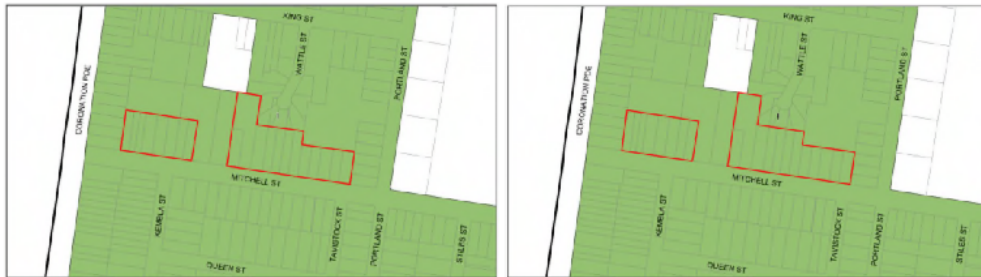 KING ST
WATTLE ST
PORTLAND ST
CORONATION PDE
MITCHELL ST
KEMBLA ST
TAVISTOCK ST
PORTLAND ST
STILES ST
QUEEN ST
KING ST
WATTLE ST
PORTLAND ST
CORONATION PDE
MITCHELL ST
KEMBLA ST
TAVISTOCK ST
PORTLAND ST
STILES ST
QUEEN ST